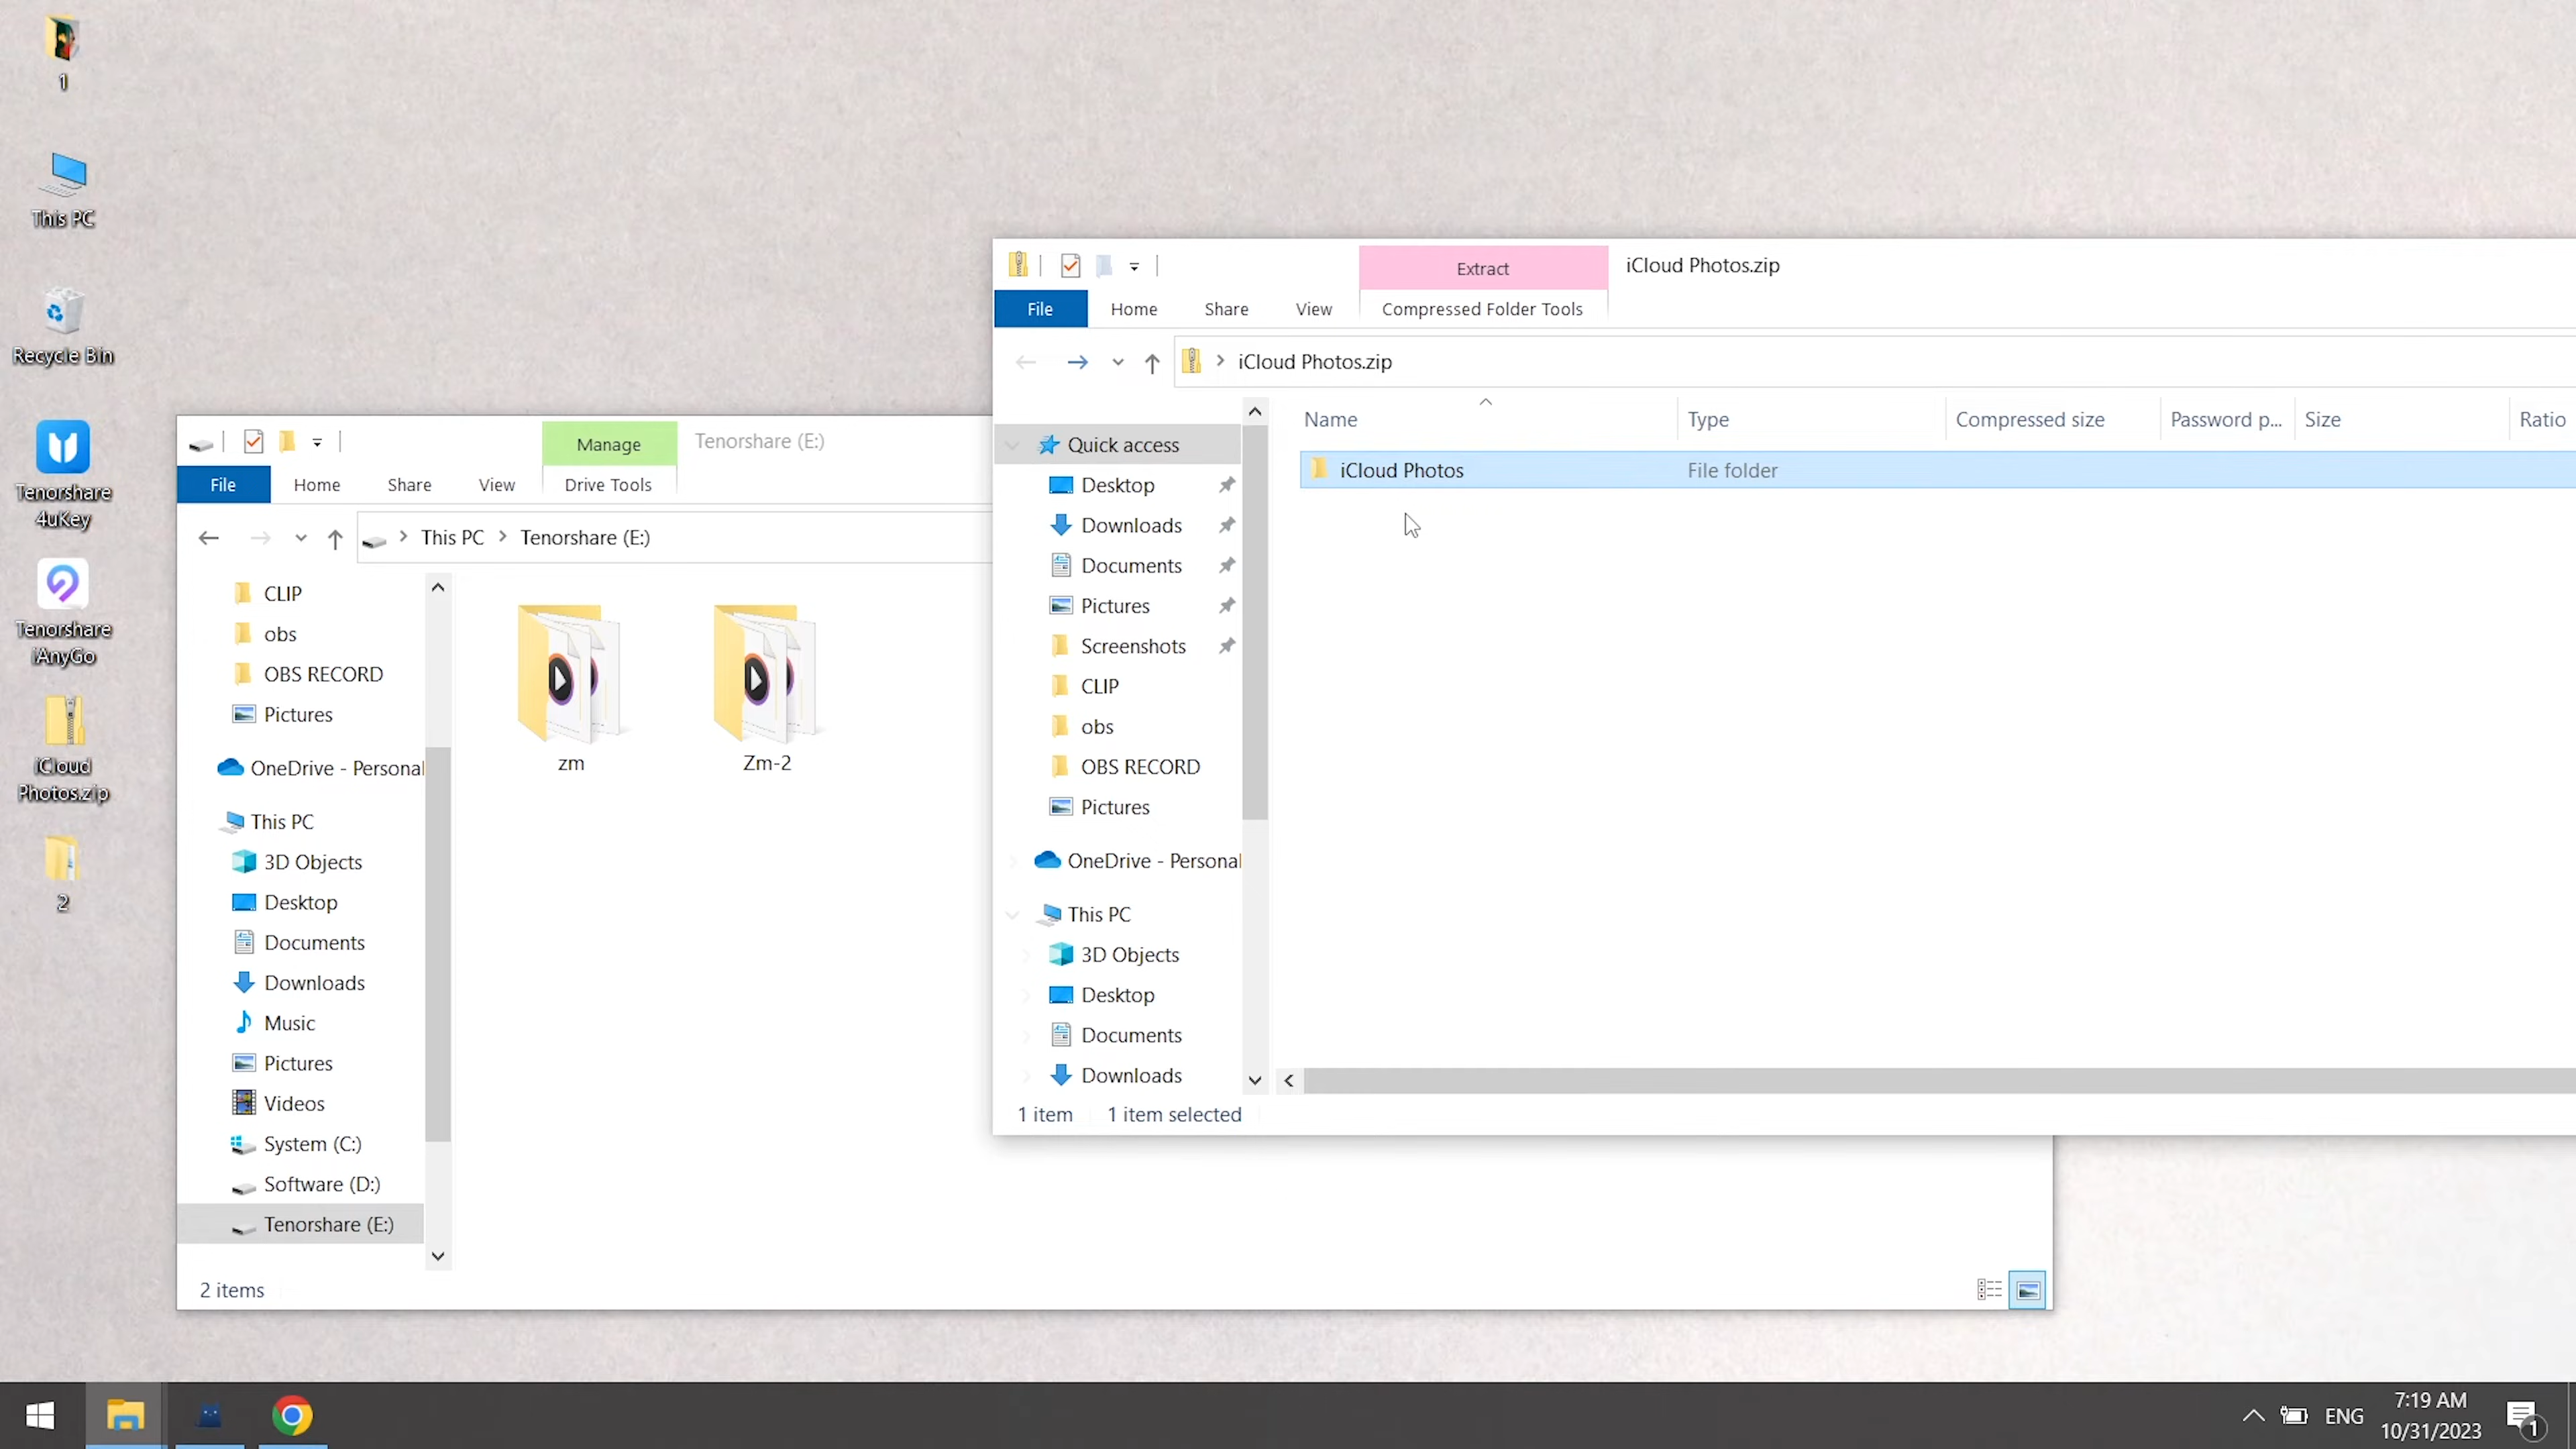 1
This PC
Recycle Bin
Tenorshare
4uKey
Tenorshare
iAnyGo
iCloud
Photos.zip
2
Manage
Tenorshare (E:)
File
Home
Share
View
Drive Tools
This PC
Tenorshare (E:)
CLIP
obs
OBS RECORD
Pictures
OneDrive - Personal
This PC
3D Objects
Desktop
Documents
Downloads
Music
Pictures
Videos
System (C:)
Software (D:)
Tenorshare (E:)
zm
Zm-2
2 items
Extract
iCloud Photos.zip
File
Home
Share
View
Compressed Folder Tools
iCloud Photos.zip
Quick access
Desktop
Downloads
Documents
Pictures
Screenshots
CLIP
obs
OBS RECORD
Pictures
OneDrive - Personal
This PC
3D Objects
Desktop
Documents
Downloads
Name
Type
Compressed size
Password p...
Size
Ratio
iCloud Photos
File folder
1 item
1 item selected
ENG
7:19 AM
10/31/2023
1